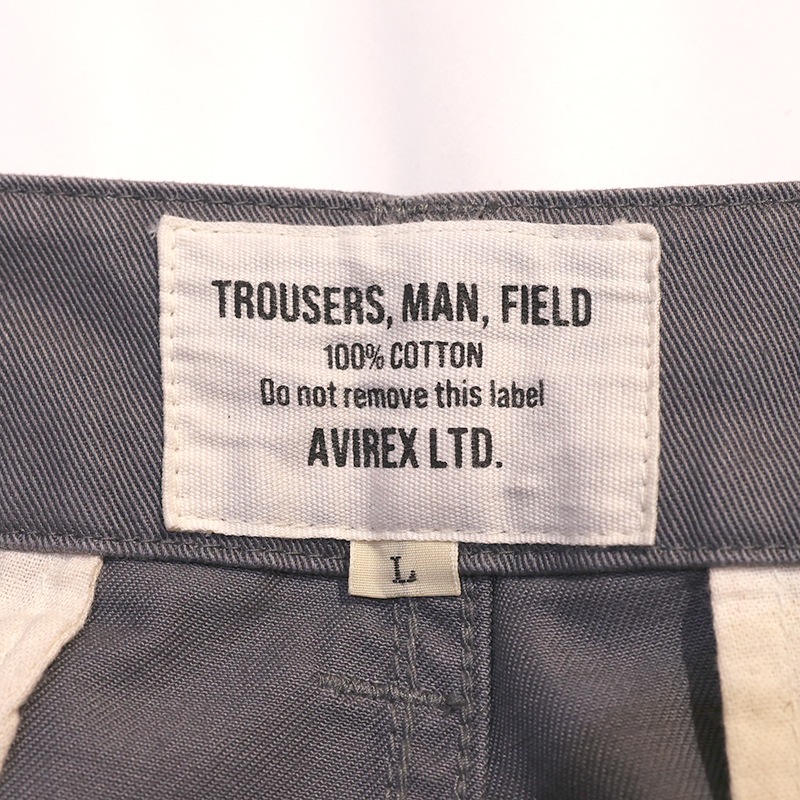 TROUSERS, MAN, FIELD
100% COTTON
Do not remove this label
AVIREX LTD.
L